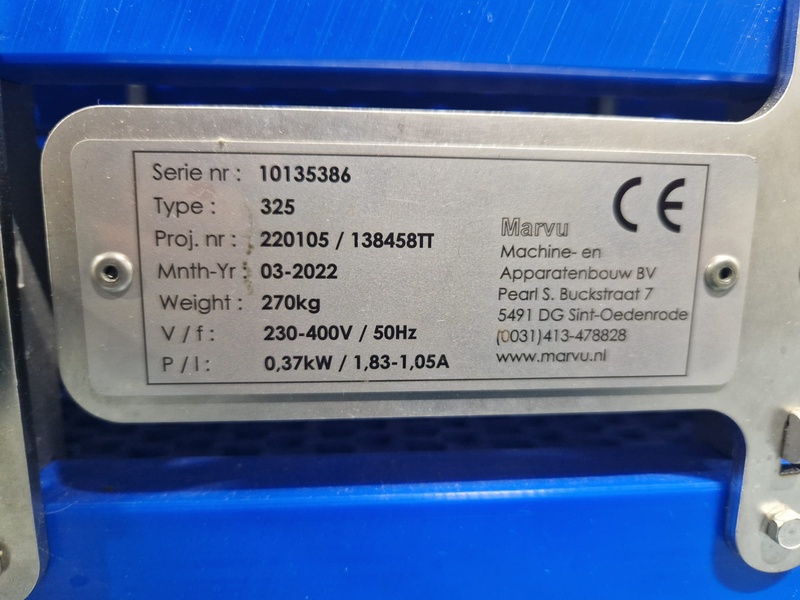 Serie nr : 10135386
Type : 325
Proj. nr : 220105 / 138458TT
Mnth-Yr : 03-2022
Weight : 270kg
V / f : 230-400V / 50Hz
P / I : 0,37kW / 1,83-1,05A
CE
Marvu
Machine- en
Apparatenbouw BV
Pearl S. Buckstraat 7
5491 DG Sint-Oedenrode
(0031)413-478828
www.marvu.nl